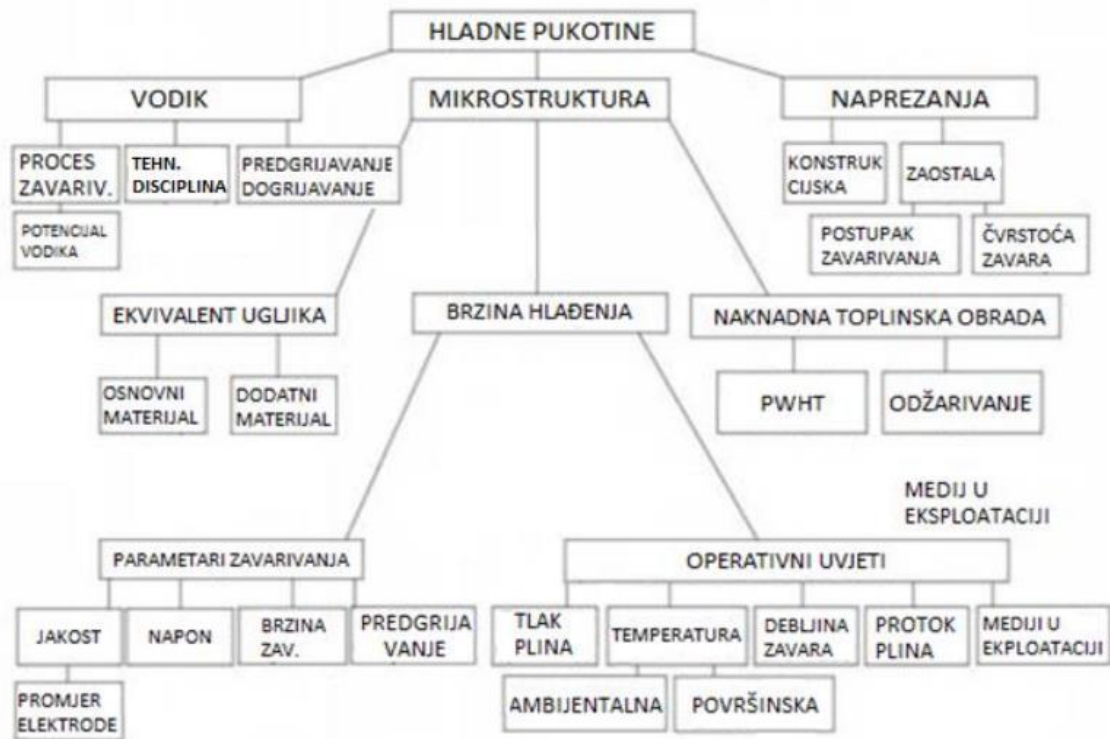 HLADNE PUKOTINE
VODIK
MIKROSTRUKTURA
NAPREZANJA
PROCES
ZAVARIV.
TEHN.
DISCIPLINA
PREDGRIJAVANJE
DOGRIJAVANJE
KONSTRUK
CIJSKA
ZAOSTALA
POTENCIJAL
VODIKA
POSTUPAK
ZAVARIVANJA
ČVRSTOĆA
ZAVARA
EKVIVALENT UGLJIKA
BRZINA HLAĐENJA
NAKNADNA TOPLINSKA OBRADA
OSNOVNI
MATERIJAL
DODATNI
MATERIJAL
PWHT
ODŽARIVANJE
MEDIJ U
EKSPLOATACIJI
PARAMETARI ZAVARIVANJA
OPERATIVNI UVJETI
JAKOST
NAPON
BRZINA
ZAV.
PREDGRIJA
VANJE
TLAK
PLINA
TEMPERATURA
DEBLJINA
ZAVARA
PROTOK
PLINA
MEDIJI U
EKPLOATACIJI
PROMJER
ELEKTRODE
AMBIJENTALNA
POVRŠINSKA